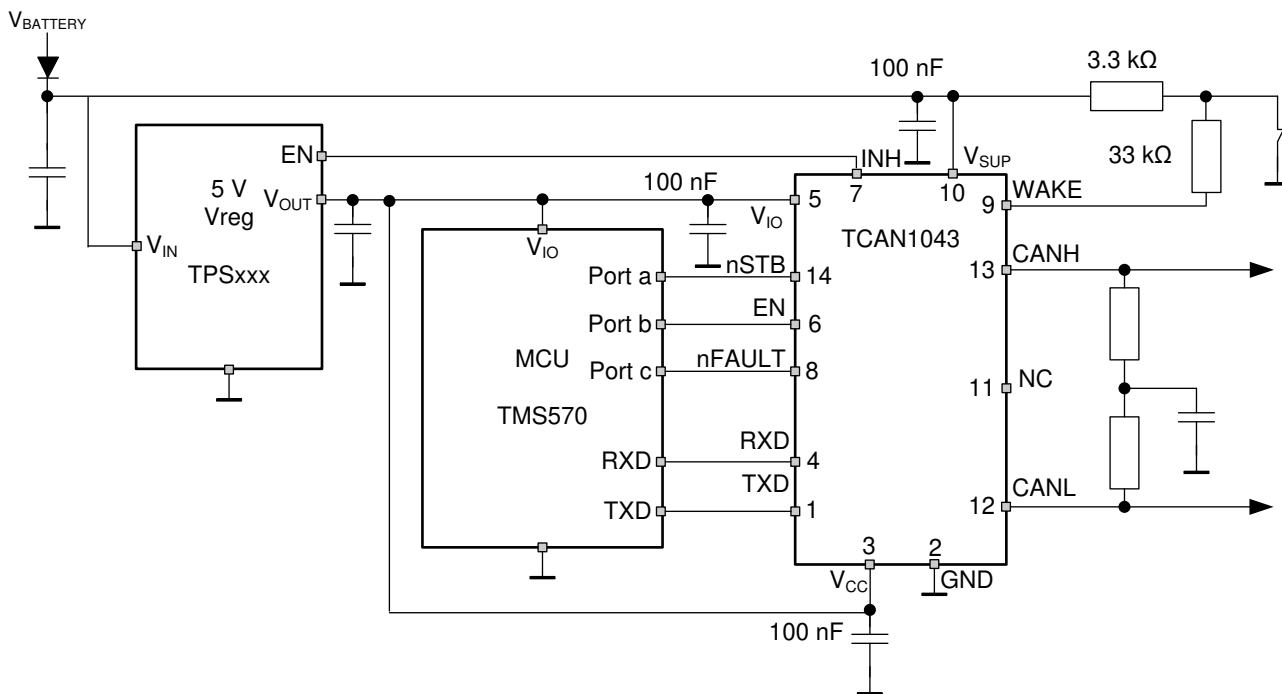 VBATTERY
100 nF
3.3 kΩ
33 kΩ
EN
INH
VSUP
7
10
5 V
Vreg
VOUT
100 nF
VIO
5
WAKE
9
VIN
TPSxxx
VIO
TCAN1043
CANH
13
Port a
nSTB
14
Port b
EN
6
MCU
Port c
nFAULT
8
NC
11
TMS570
RXD
RXD
4
TXD
TXD
1
CANL
12
3
2
VCC
GND
100 nF